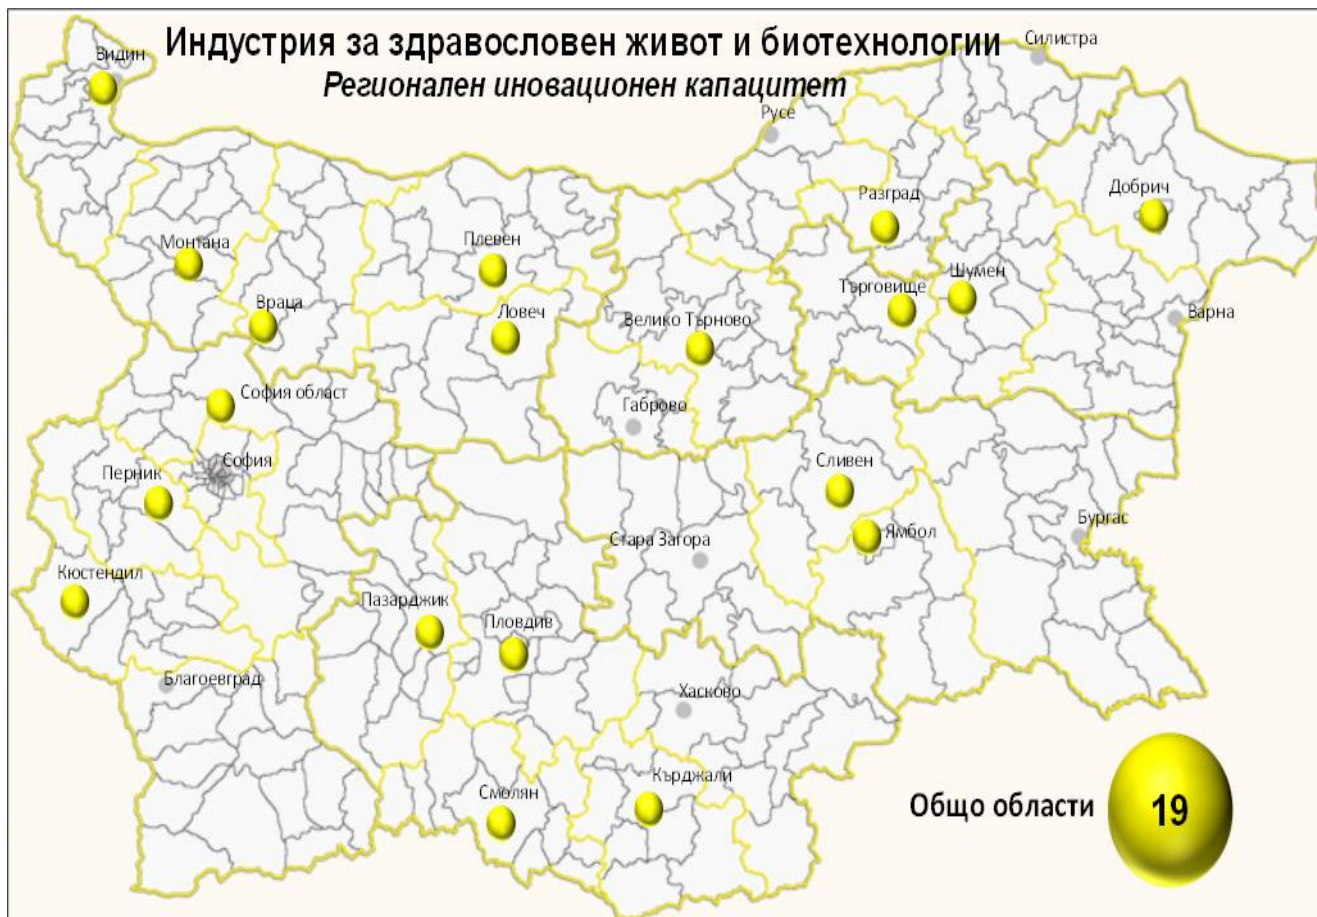 Индустрия за здравословен живот и биотехнологии
Регионален иновационен капацитет
Силистра
Видин
Русе
Разград
Добрич
Монтана
Плевен
Шумен
Търговище
Враца
Ловеч
Велико Търново
Варна
София област
Габрово
София
Перник
Сливен
Стара Загора
Ямбол
Бургас
Кюстендил
Пазарджик
Пловдив
Благоевград
Хасково
Смолян
Кърджали
Общо области
19